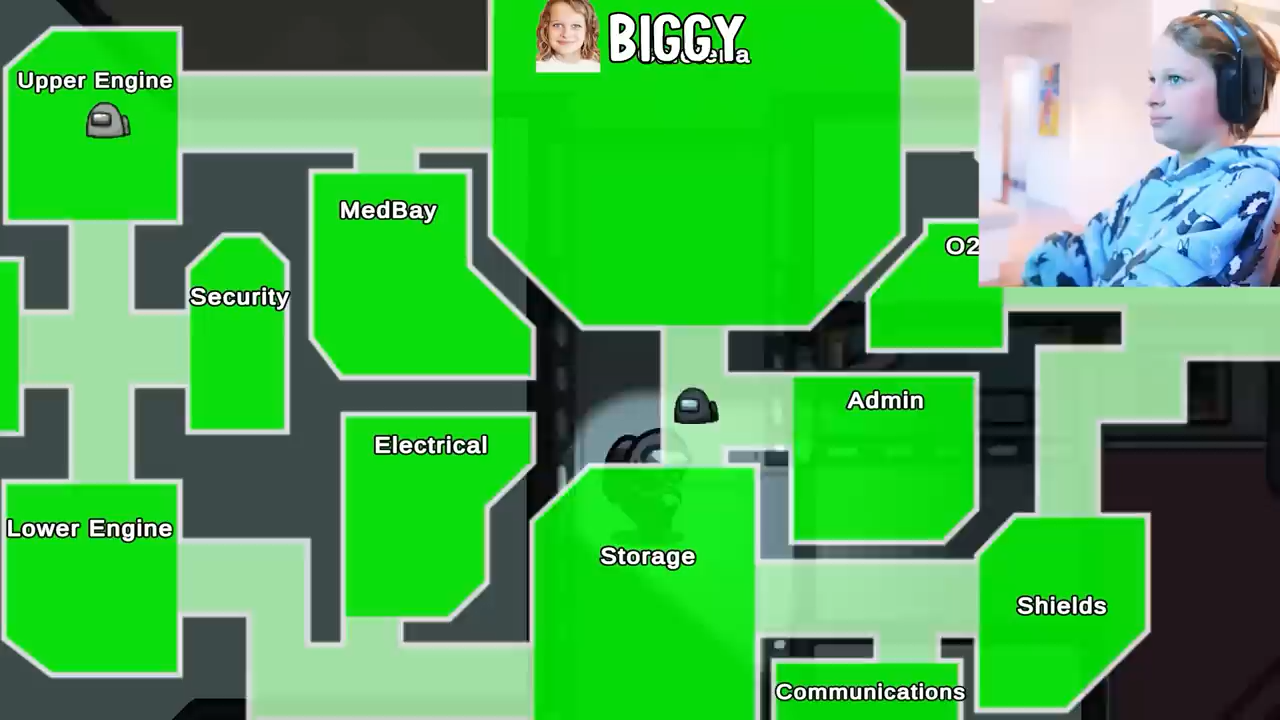 BIGGY
Upper Engine
MedBay
O2
Security
Admin
Electrical
Lower Engine
Storage
Shields
Communications